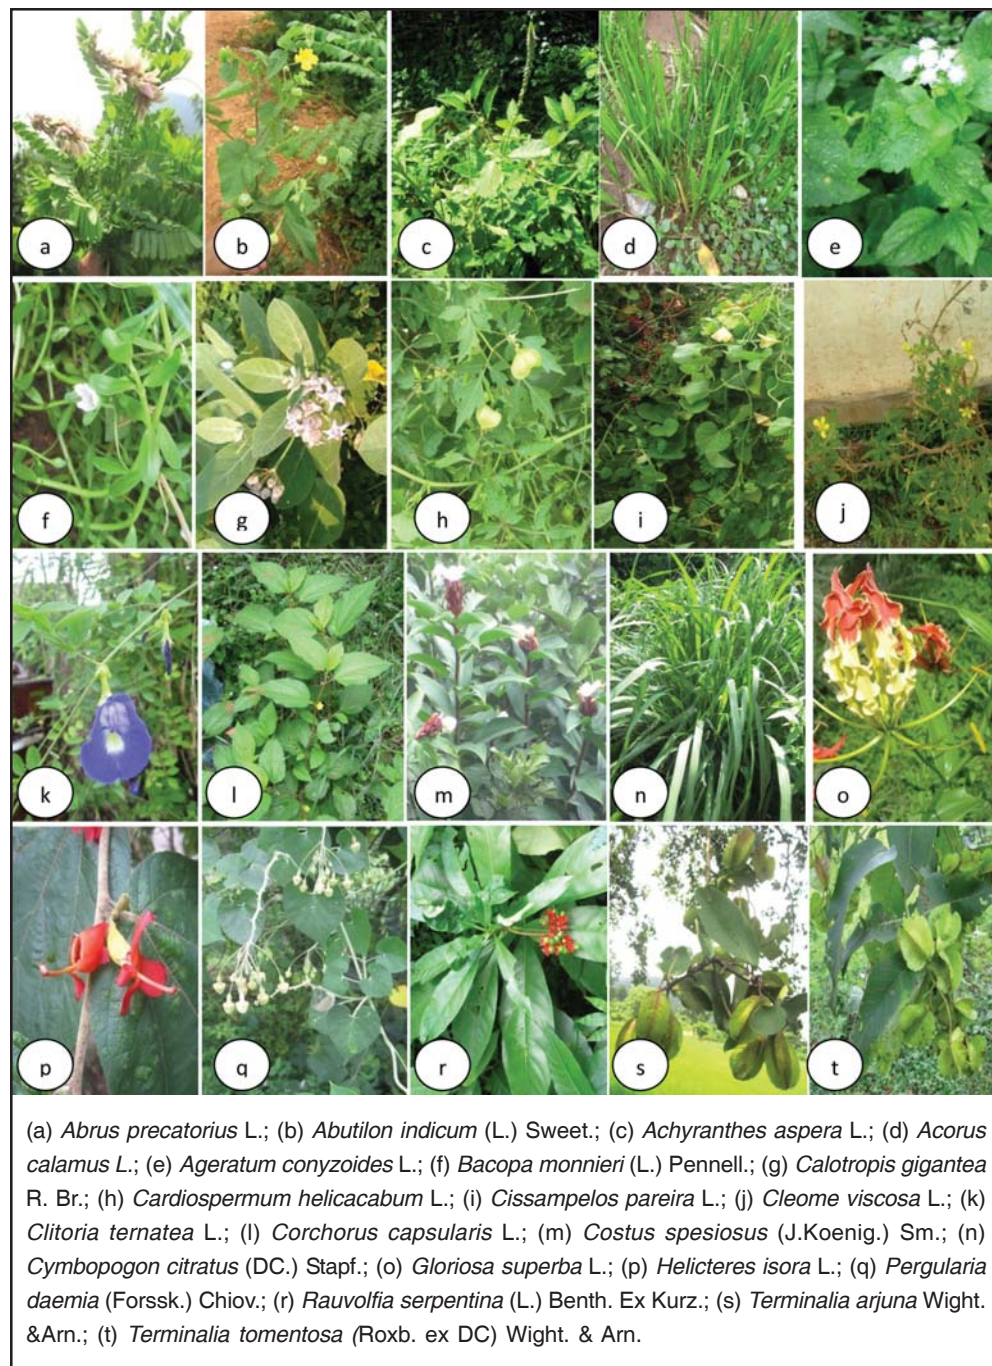 a
b
c
d
e
f
g
h
i
j
k
l
m
n
o
p
q
r
s
t
(a) Abrus precatorius L.; (b) Abutilon indicum (L.) Sweet.; (c) Achyranthes aspera L.; (d) Acorus
calamus L.; (e) Ageratum conyzoides L.; (f) Bacopa monnieri (L.) Pennell.; (g) Calotropis gigantea
R. Br.; (h) Cardiospermum helicacabum L.; (i) Cissampelos pareira L.; (j) Cleome viscosa L.; (k)
Clitoria ternatea L.; (l) Corchorus capsularis L.; (m) Costus spesiosus (J.Koenig.) Sm.; (n)
Cymbopogon citratus (DC.) Stapf.; (o) Gloriosa superba L.; (p) Helicteres isora L.; (q) Pergularia
daemia (Forssk.) Chiov.; (r) Rauvolfia serpentina (L.) Benth. Ex Kurz.; (s) Terminalia arjuna Wight.
&Arn.; (t) Terminalia tomentosa (Roxb. ex DC) Wight. & Arn.